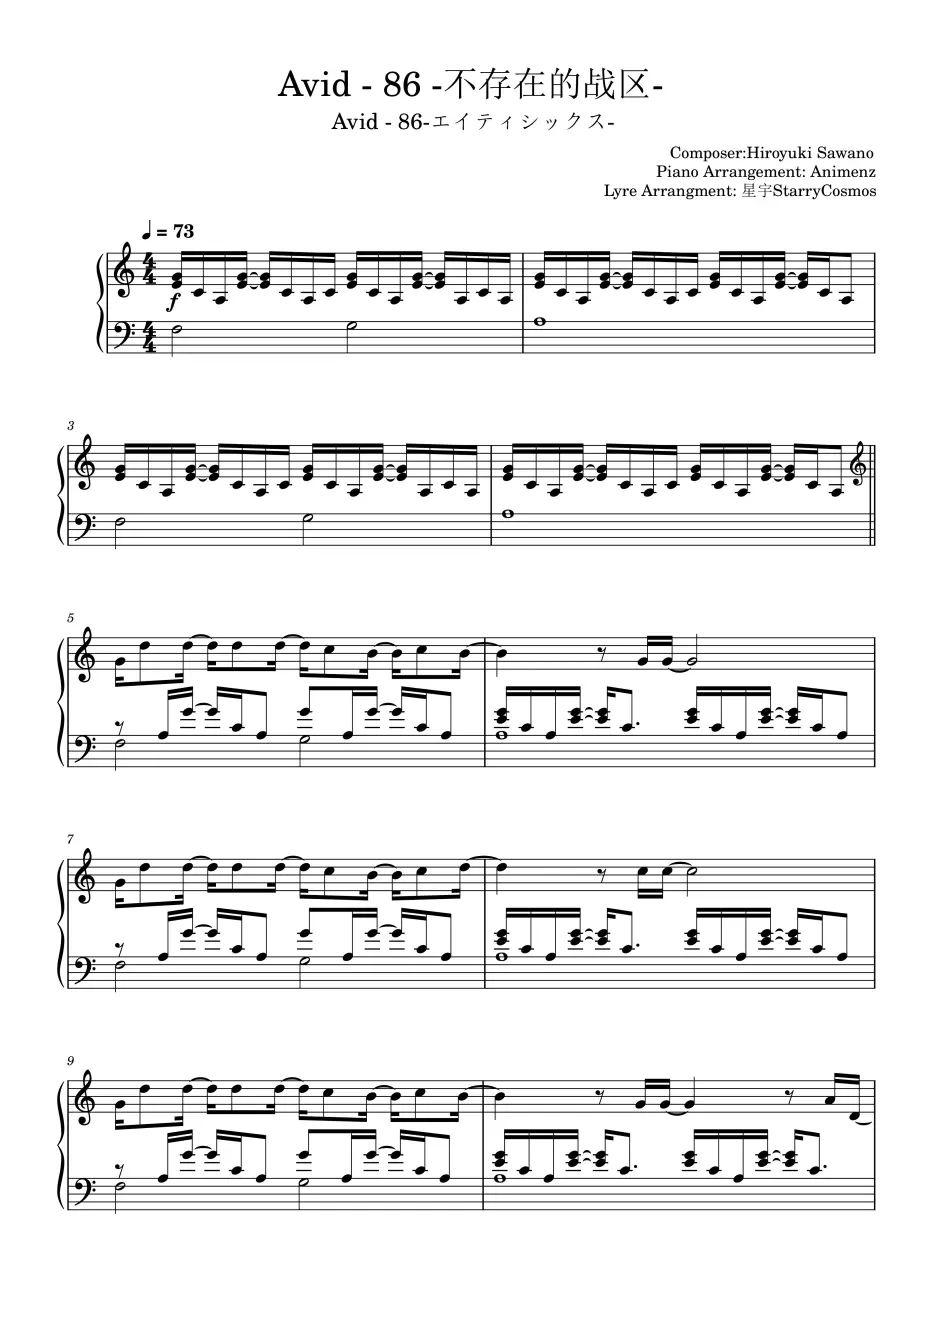 Avid - 86 -不存在的战区-
Avid - 86-エイティシックス-
Composer:Hiroyuki Sawano
Piano Arrangement: Animenz
Lyre Arrangment: 星宇StarryCosmos
♩ = 73
4 4
f
4 4
3
5
7
9